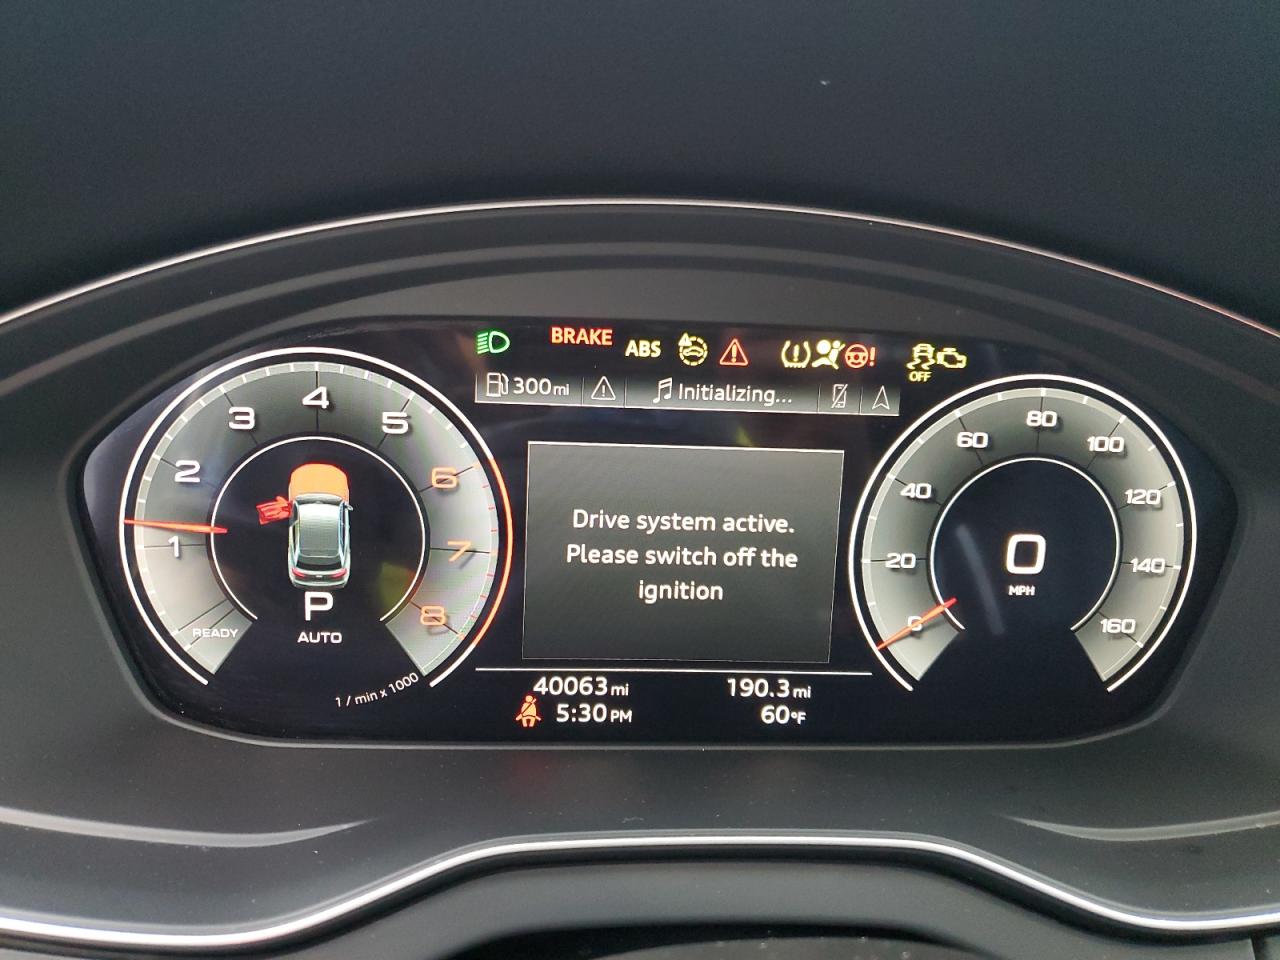 BRAKE
ABS
OFF
300mi
Initializing...
1
2
3
4
5
6
7
8
READY
P
AUTO
1 / min x 1000
Drive system active.
Please switch off the
ignition
40063mi
190.3mi
5:30 PM
60°F
0
20
40
60
80
100
120
140
160
0
MPH